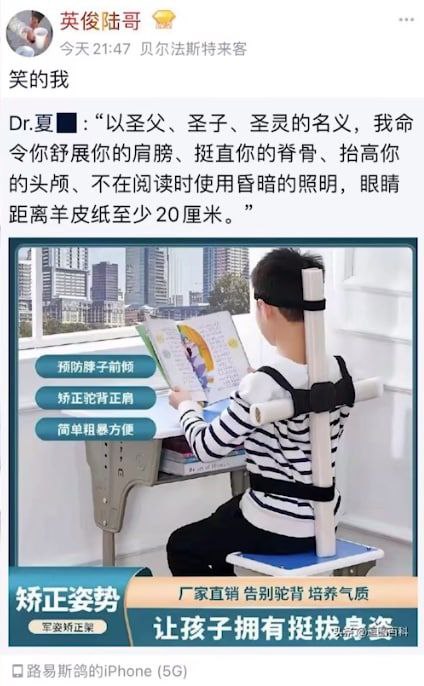 英俊陆哥
今天 21:47 贝尔法斯特来客
笑的我
Dr.夏 : “以圣父、圣子、圣灵的名义，我命
令你舒展你的肩膀、挺直你的脊骨、抬高你
的头颅、不在阅读时使用昏暗的照明，眼睛
距离羊皮纸至少20厘米。”
预防脖子前倾
矫正驼背正肩
简单粗暴方便
矫正姿势
军姿矫正架
厂家直销 告别驼背 培养气质
让孩子拥有挺拔身姿
路易斯鸽的iPhone (5G)